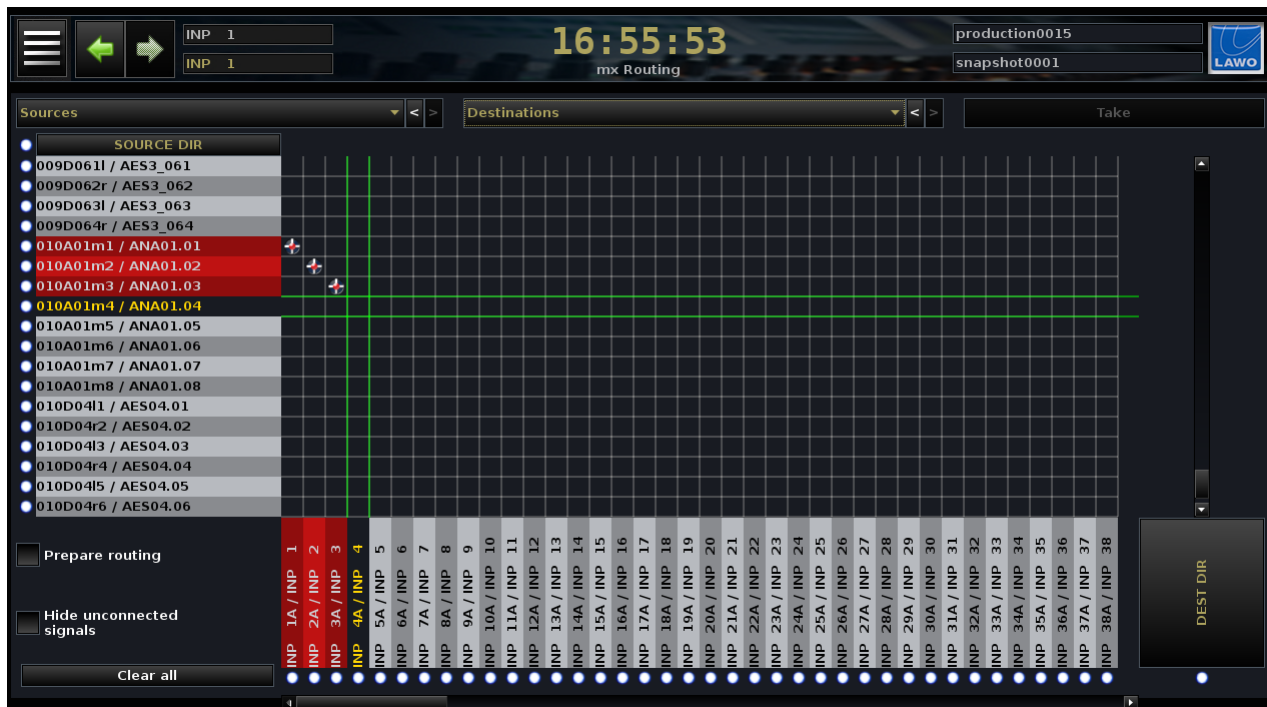 INP 1
INP 1
16:55:53
mx Routing
production0015
snapshot0001
LAWO
Sources
<
>
Destinations
<
>
Take
SOURCE DIR
009D061l / AES3_061
009D062r / AES3_062
009D063l / AES3_063
009D064r / AES3_064
010A01m1 / ANA01.01
010A01m2 / ANA01.02
010A01m3 / ANA01.03
010A01m4 / ANA01.04
010A01m5 / ANA01.05
010A01m6 / ANA01.06
010A01m7 / ANA01.07
010A01m8 / ANA01.08
010D04l1 / AES04.01
010D04r2 / AES04.02
010D04l3 / AES04.03
010D04r4 / AES04.04
010D04l5 / AES04.05
010D04r6 / AES04.06
Prepare routing
Hide unconnected
signals
Clear all
INP 1A / INP 1
INP 2A / INP 2
INP 3A / INP 3
INP 4A / INP 4
INP 5A / INP 5
INP 6A / INP 6
INP 7A / INP 7
INP 8A / INP 8
INP 9A / INP 9
INP 10A / INP 10
INP 11A / INP 11
INP 12A / INP 12
INP 13A / INP 13
INP 14A / INP 14
INP 15A / INP 15
INP 16A / INP 16
INP 17A / INP 17
INP 18A / INP 18
INP 19A / INP 19
INP 20A / INP 20
INP 21A / INP 21
INP 22A / INP 22
INP 23A / INP 23
INP 24A / INP 24
INP 25A / INP 25
INP 26A / INP 26
INP 27A / INP 27
INP 28A / INP 28
INP 29A / INP 29
INP 30A / INP 30
INP 31A / INP 31
INP 32A / INP 32
INP 33A / INP 33
INP 34A / INP 34
INP 35A / INP 35
INP 36A / INP 36
INP 37A / INP 37
INP 38A / INP 38
DEST DIR